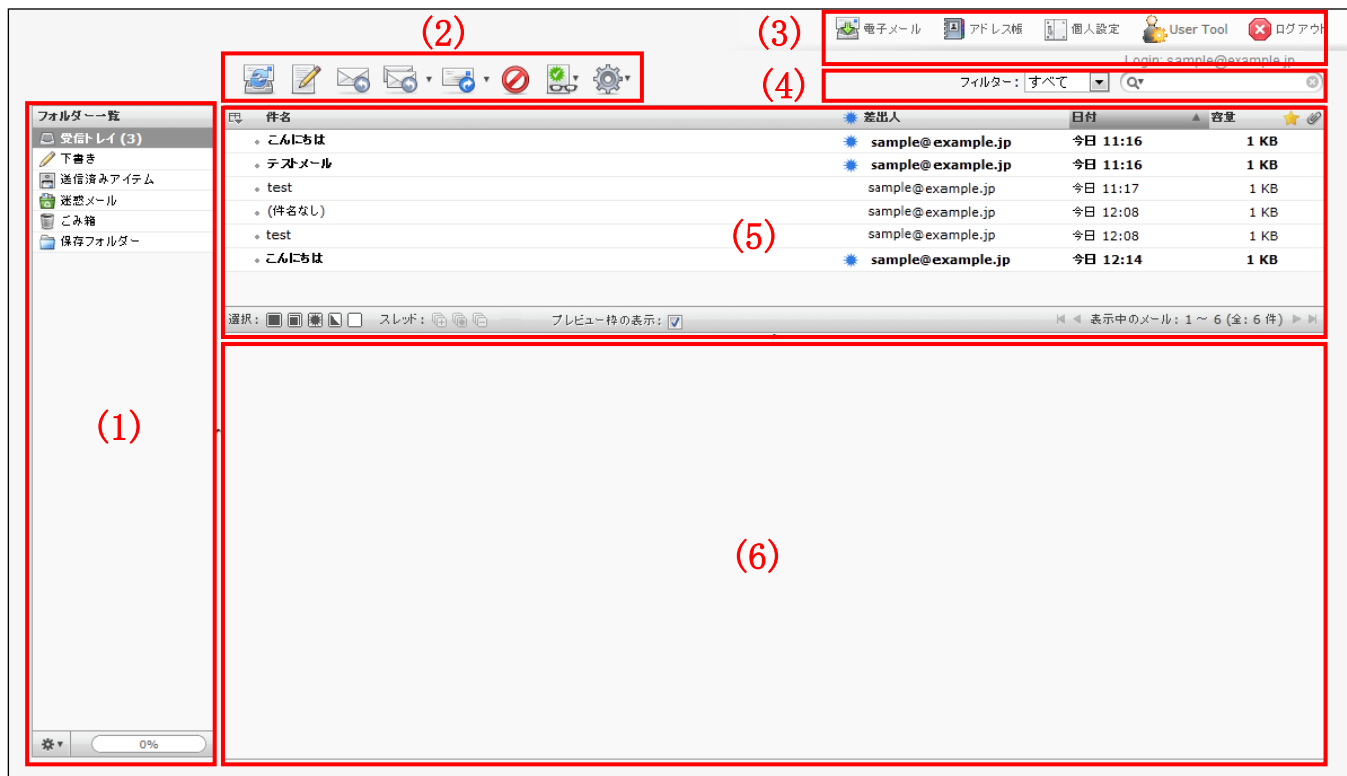 (2)
(3)
電子メール アドレス帳 個人設定 User Tool ログアウト
Login: sample@example.jp
(4)
フィルター: すべて
フォルダー一覧
受信トレイ (3)
下書き
送信済みアイテム
迷惑メール
ごみ箱
保存フォルダー
(1)
0%
件名 差出人 日付 容量
こんにちは sample@example.jp 今日 11:16 1 KB
テストメール sample@example.jp 今日 11:16 1 KB
test sample@example.jp 今日 11:17 1 KB
(件名なし) sample@example.jp 今日 12:08 1 KB
test sample@example.jp 今日 12:08 1 KB
こんにちは sample@example.jp 今日 12:14 1 KB
(5)
選択: スレッド: プレビュー枠の表示: 表示中のメール: 1 ~ 6 (全: 6 件)
(6)